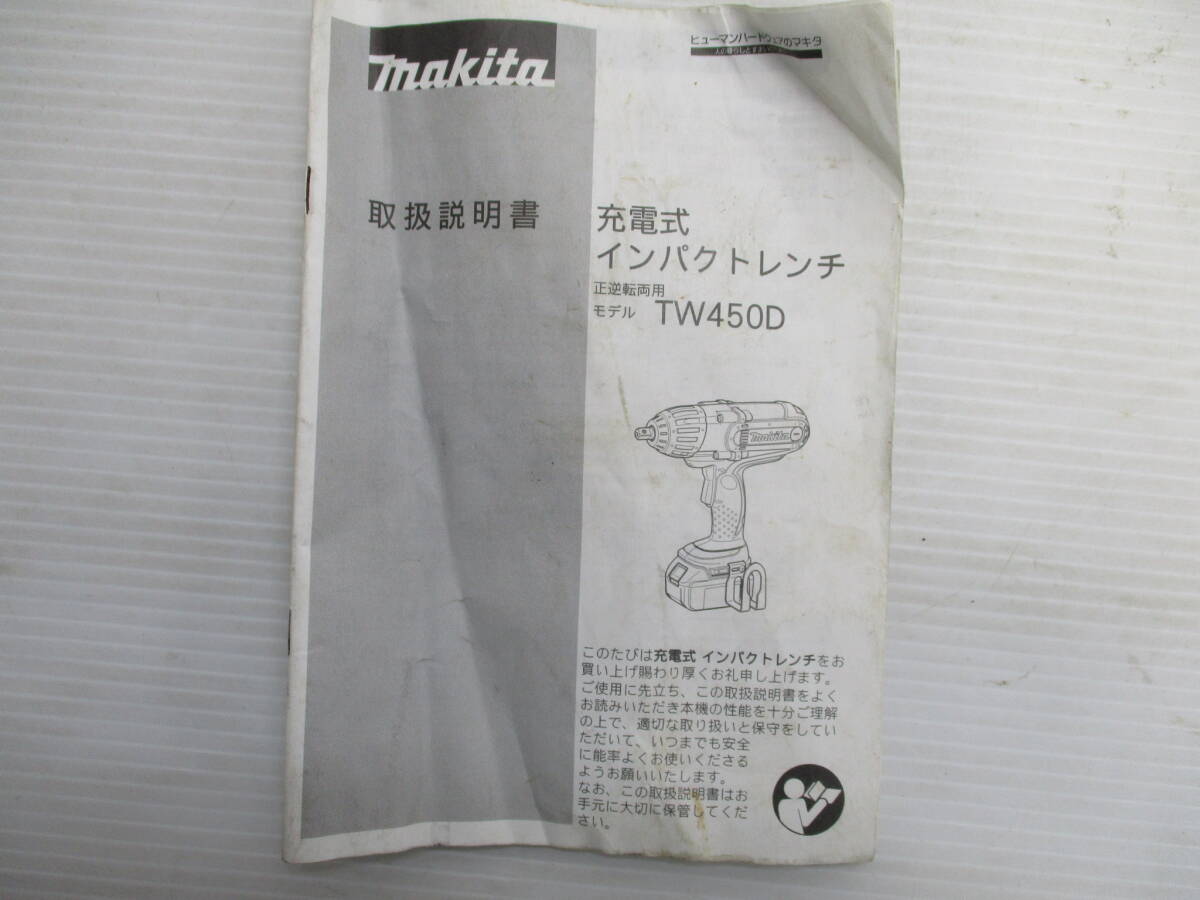 makita
ヒューマンハードウェアのマキタ
取扱説明書
充電式
インパクトレンチ
正逆転両用
モデル TW450D
makita
このたびは充電式 インパクトレンチをお
買い上げ賜わり厚くお礼申し上げます。
ご使用に先立ち、この取扱説明書をよく
お読みいただき本機の性能を十分ご理解
の上で、適切な取り扱いと保守をしてい
ただいて、いつまでも安全
に能率よくお使いくださる
ようお願いいたします。
なお、この取扱説明書はお
手元に大切に保管してくだ
さい。